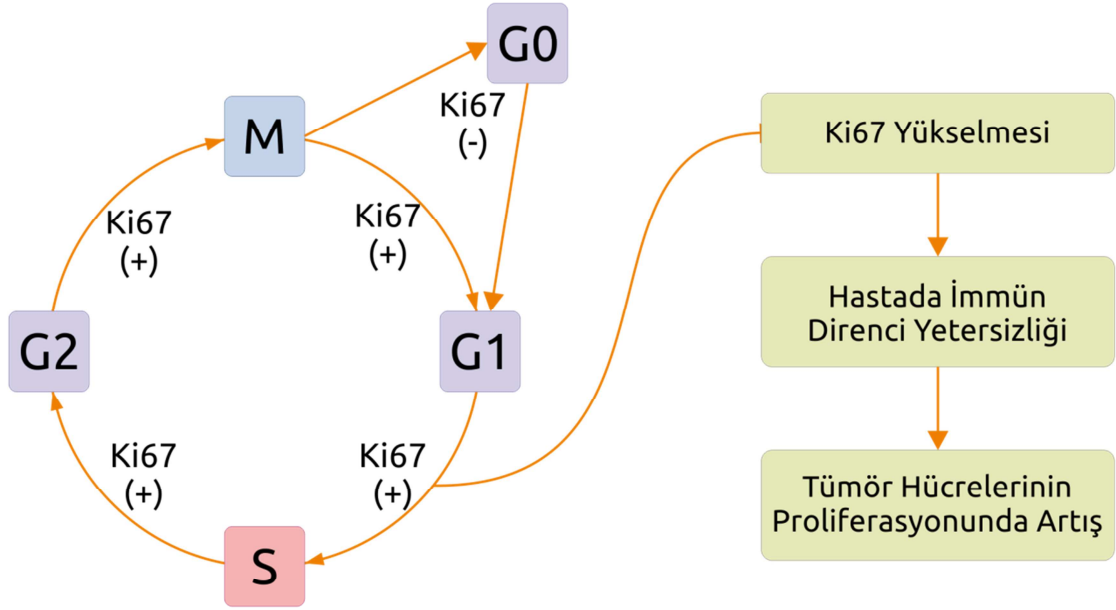 G0
Ki67
(-)
M
Ki67
(+)
Ki67
(+)
G2
G1
Ki67
(+)
Ki67
(+)
S
Ki67 Yükselmesi
Hastada İmmün
Direnci Yetersizliği
Tümör Hücrelerinin
Proliferasyonunda Artış